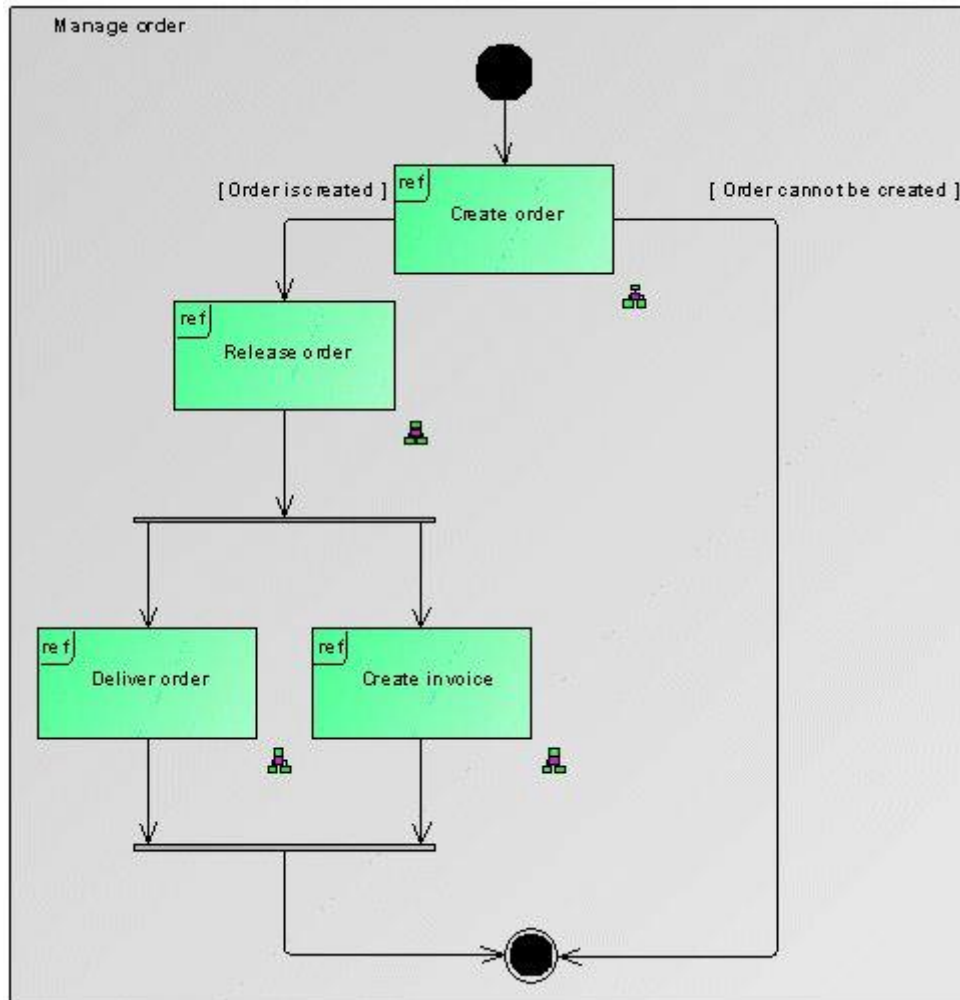 Manage order
ref
[ Order is created ]
[ Order cannot be created ]
Create order
ref
Release order
ref
ref
Deliver order
Create invoice